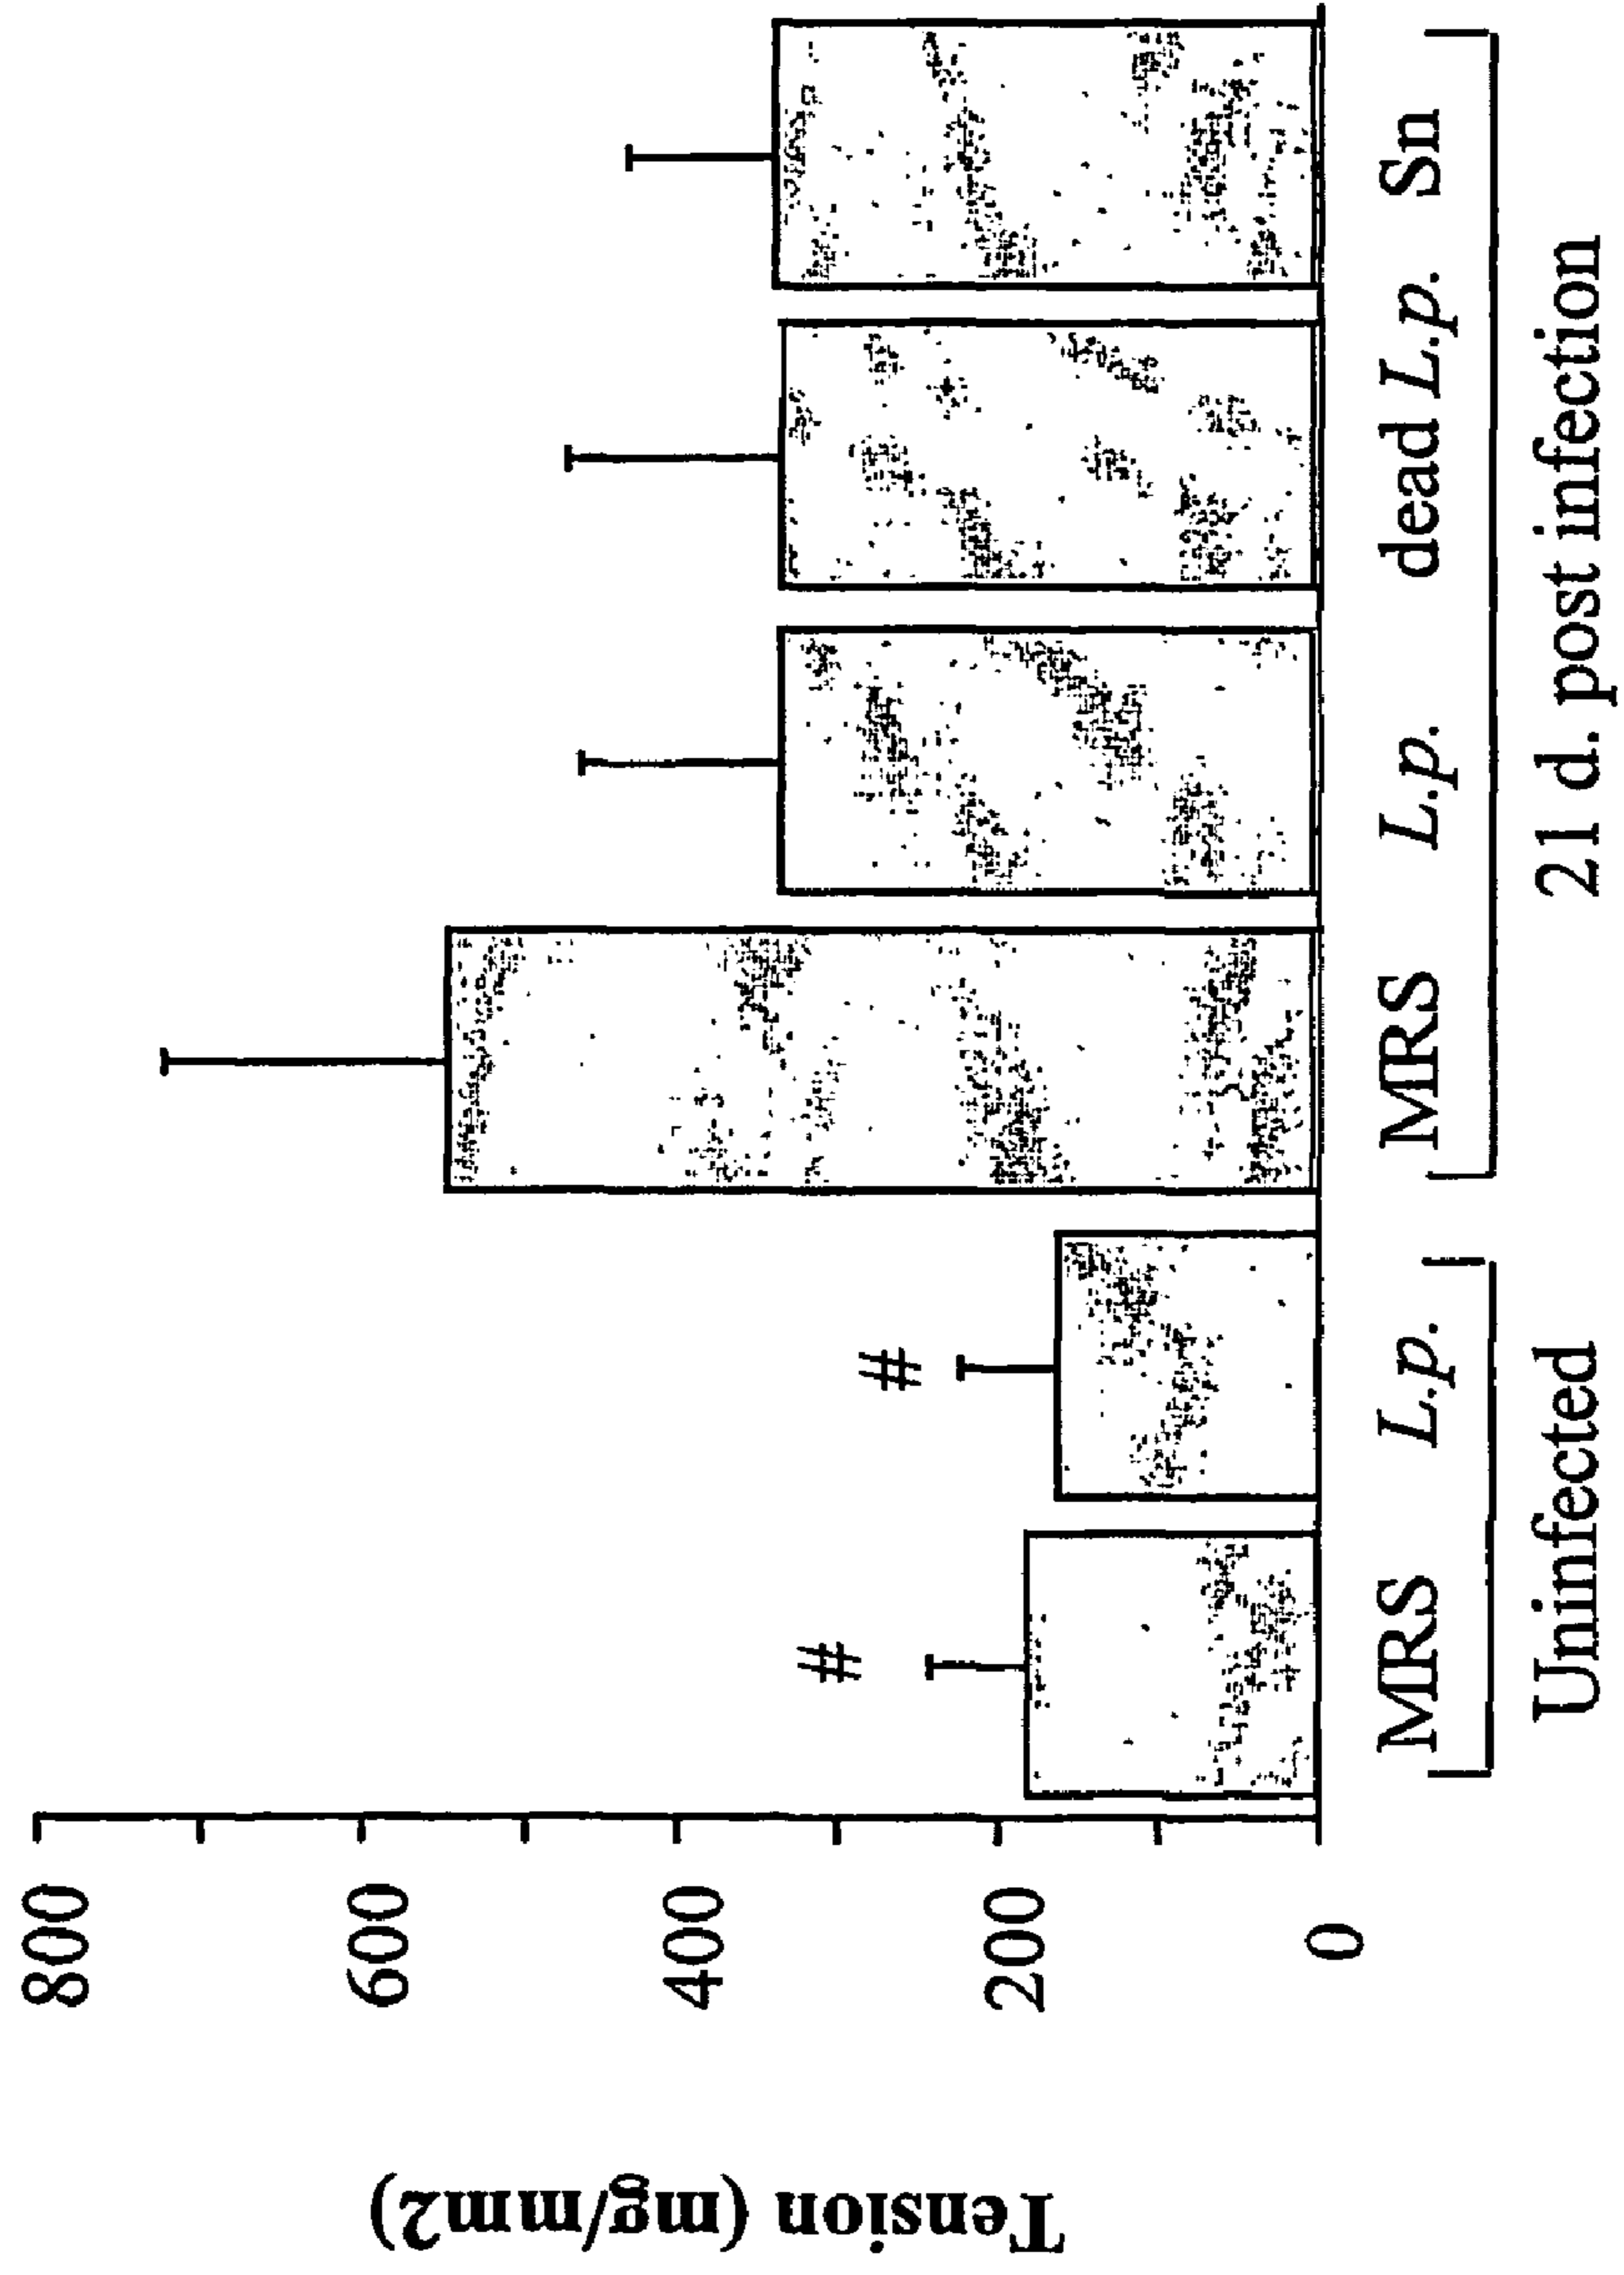 Tension (mg/mm2)
800
600
400
200
0
#
#
MRS L.p. MRS L.p. dead L.p. Sn
Uninfected 21 d. post infection